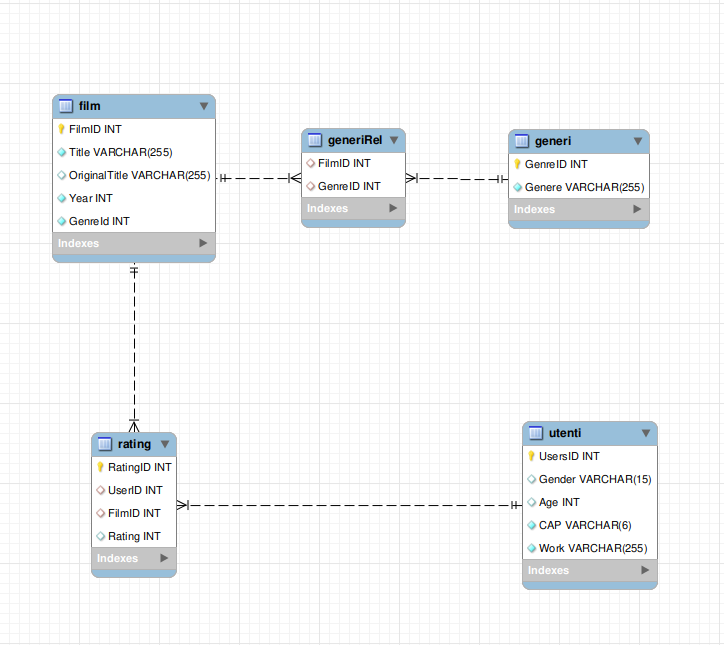 film
FilmID INT
Title VARCHAR(255)
OriginalTitle VARCHAR(255)
Year INT
GenreId INT
Indexes
generiRel
FilmID INT
GenreID INT
Indexes
generi
GenreID INT
Genere VARCHAR(255)
Indexes
rating
RatingID INT
UserID INT
FilmID INT
Rating INT
Indexes
utenti
UsersID INT
Gender VARCHAR(15)
Age INT
CAP VARCHAR(6)
Work VARCHAR(255)
Indexes